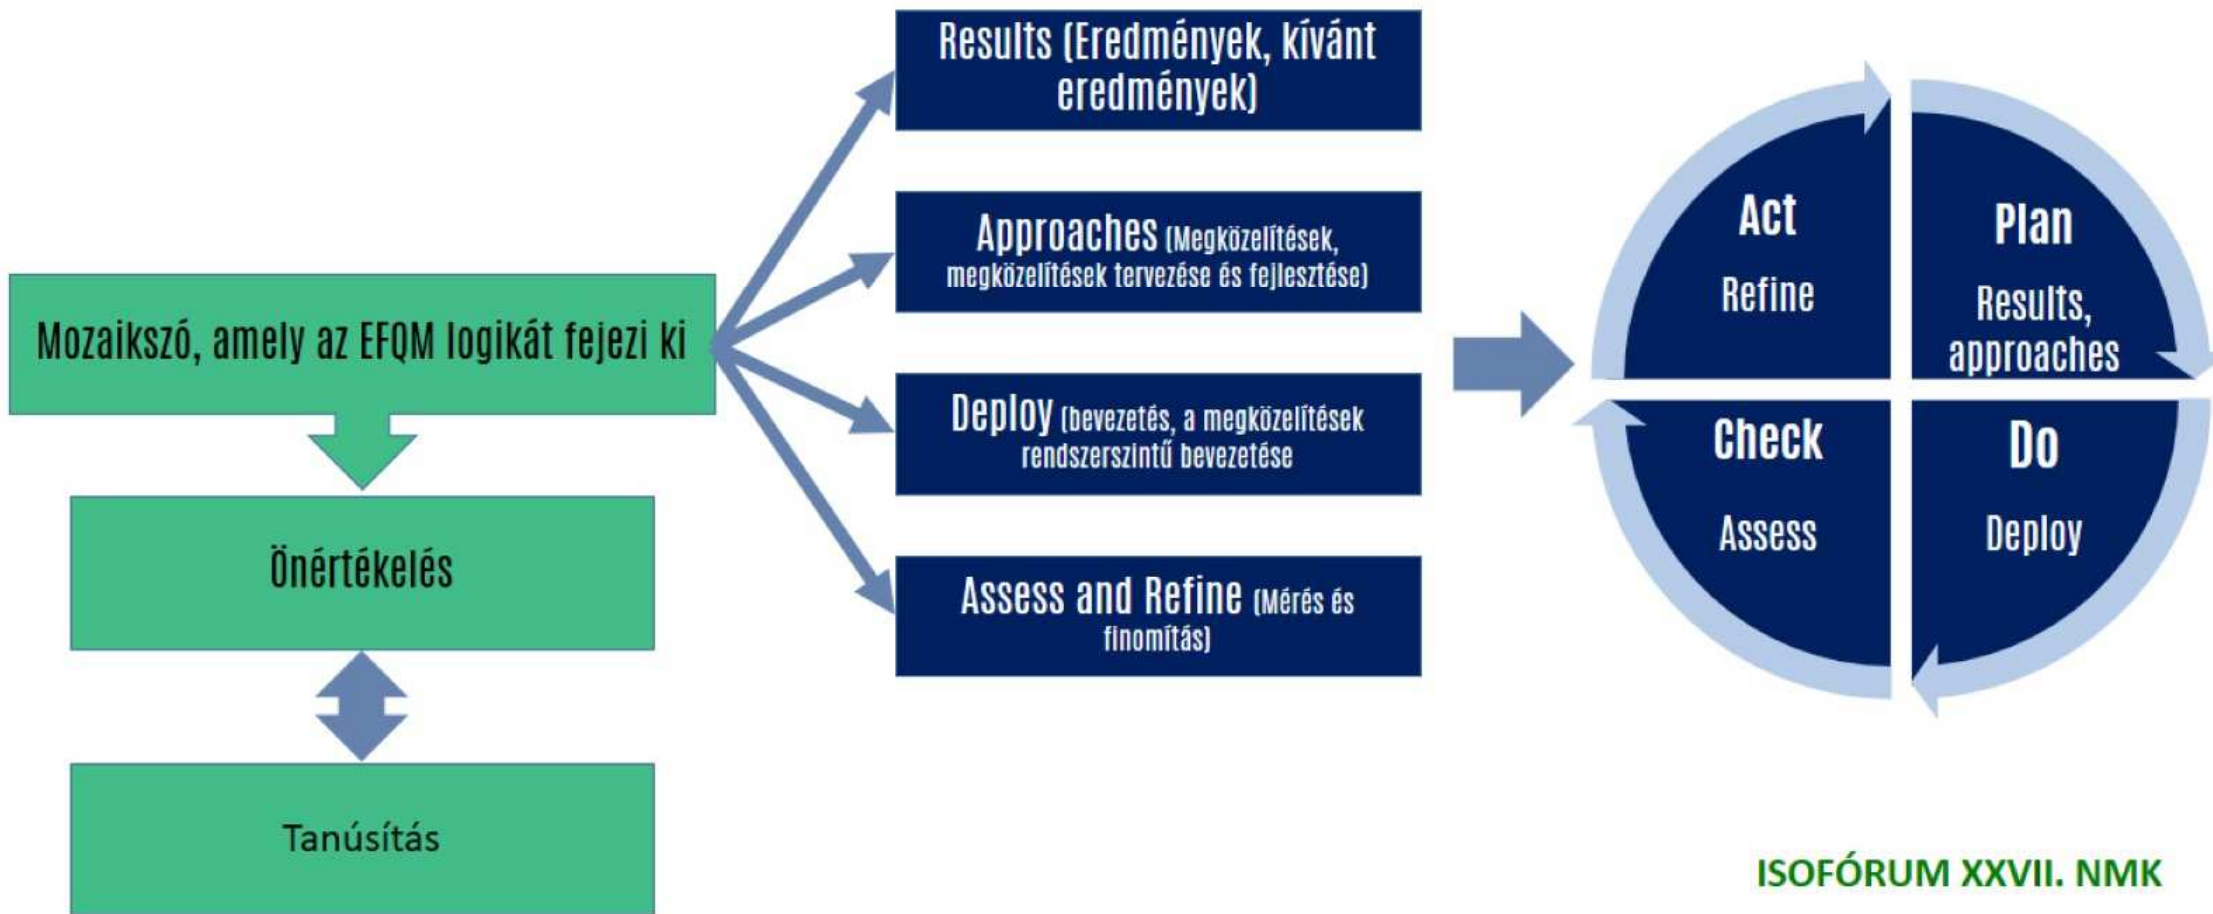 Mozaikszó, amely az EFQM logikát fejezi ki
Önértékelés
Tanúsítás
Results (Eredmények, kívánt
eredmények)
Approaches (Megközelítések,
megközelítések tervezése és fejlesztése)
Deploy (bevezetés, a megközelítések
rendszerszintű bevezetése
Assess and Refine (Mérés és
finomítás)
Act
Refine
Plan
Results,
approaches
Check
Assess
Do
Deploy
ISOFÓRUM XXVII. NMK